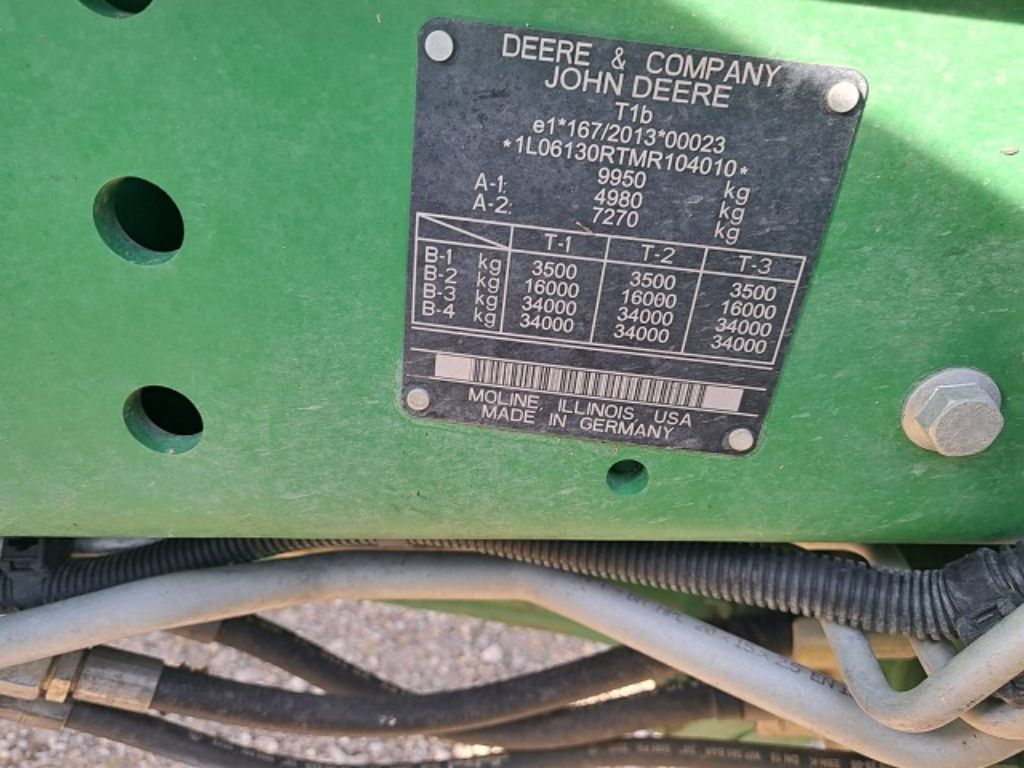 DEERE & COMPANY
JOHN DEERE
T1b
e1*167/2013*00023
*1L06130RTMR104010*
9950 kg
A-1: 4980 kg
A-2: 7270 kg
T-1 T-2 T-3
B-1 kg 3500 3500 3500
B-2 kg 16000 16000 16000
B-3 kg 34000 34000 34000
B-4 kg 34000 34000 34000
MOLINE, ILLINOIS, USA
MADE IN GERMANY